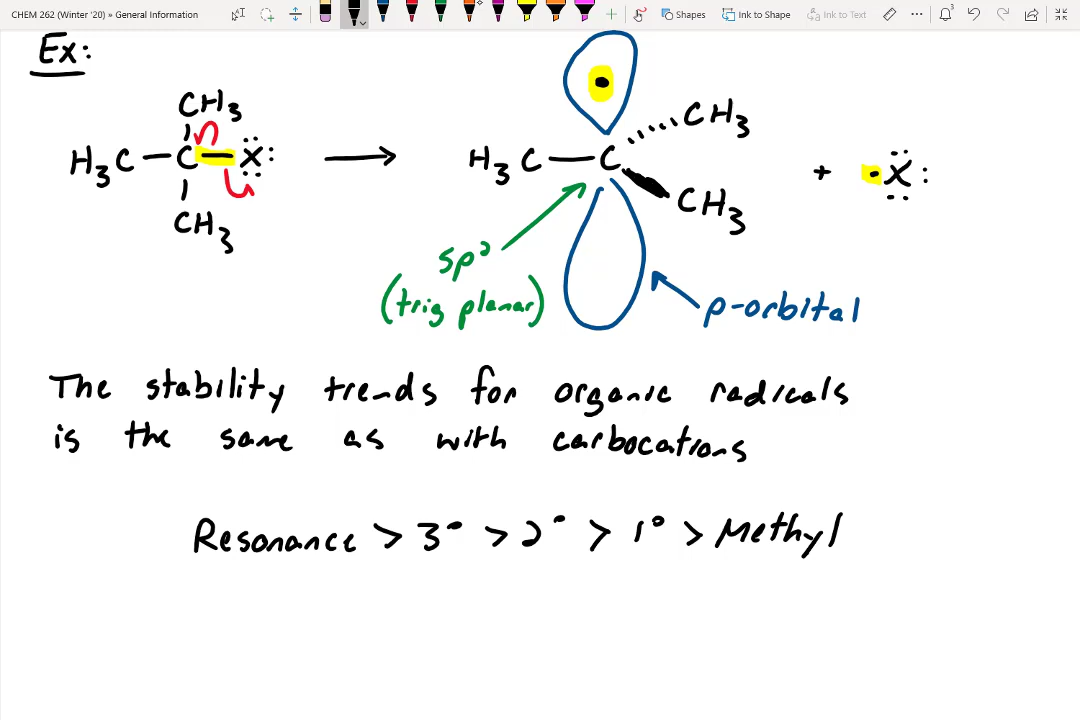 CHEM 262 (Winter '20) » General Information
Shapes
Ink to Shape
Ink to Text
3
Ex:
CH3
H3C—C—Ẍ:
CH3
H3C—C
CH3
CH3
+ ·Ẍ:
sp²
(trig planar)
p-orbital
The stability trends for organic radicals
is the same as with carbocations
Resonance > 3° > 2° > 1° > Methyl